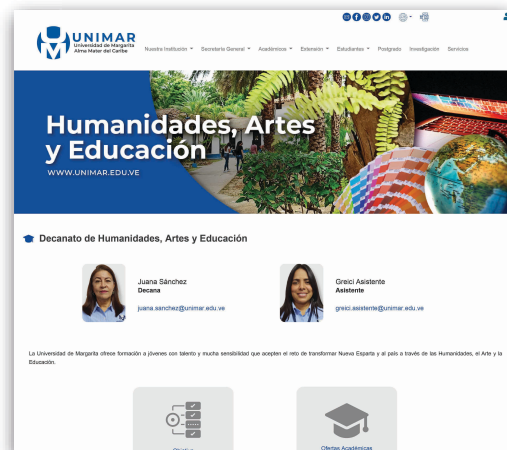 UNIMAR
Universidad de Margarita
Alma Mater del Caribe
Nuestra Institución Secretaría General Académicos Extensión Estudiantes Postgrado Investigación Servicios
Humanidades, Artes
y Educación
WWW.UNIMAR.EDU.VE
Decanato de Humanidades, Artes y Educación
Juana Sánchez
Decana
juana.sanchez@unimar.edu.ve
Greici Asistente
Asistente
greici.asistente@unimar.edu.ve
La Universidad de Margarita ofrece formación a jóvenes con talento y mucha sensibilidad que acepten el reto de transformar Nueva Esparta y al país a través de las Humanidades, el Arte y la
Educación.
Ofertas Académicas